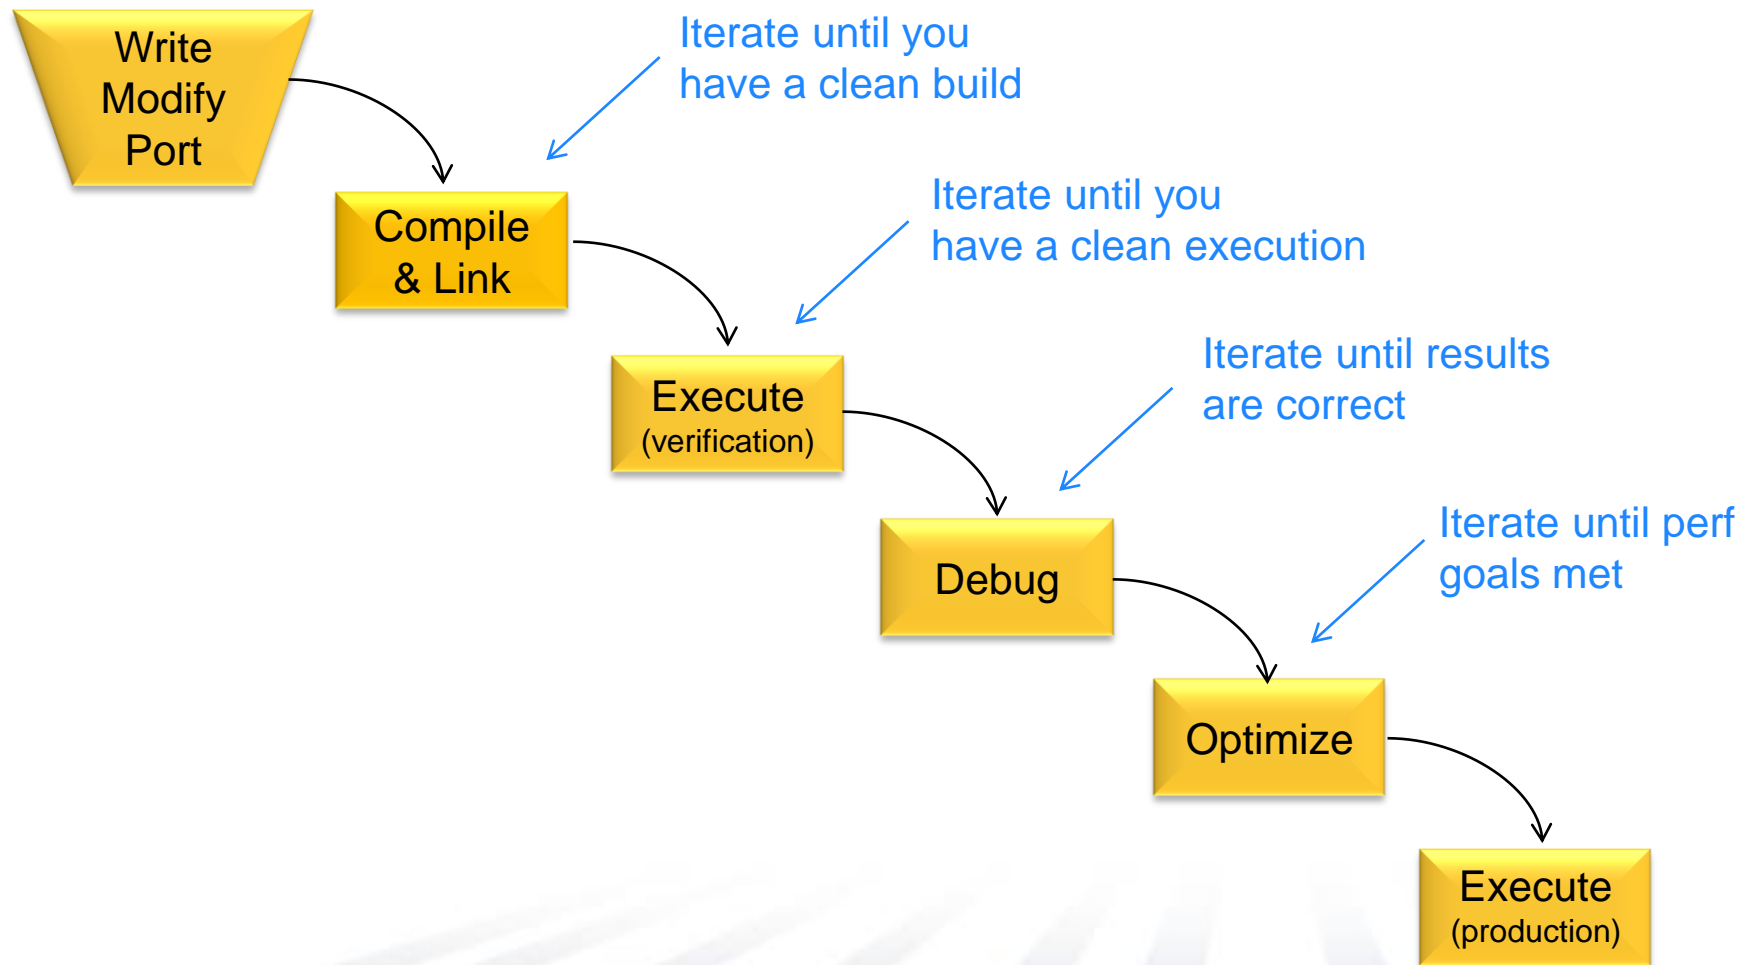 Write
Modify
Port
Iterate until you
have a clean build
Compile
& Link
Iterate until you
have a clean execution
Execute
(verification)
Iterate until results
are correct
Debug
Iterate until perf
goals met
Optimize
Execute
(production)